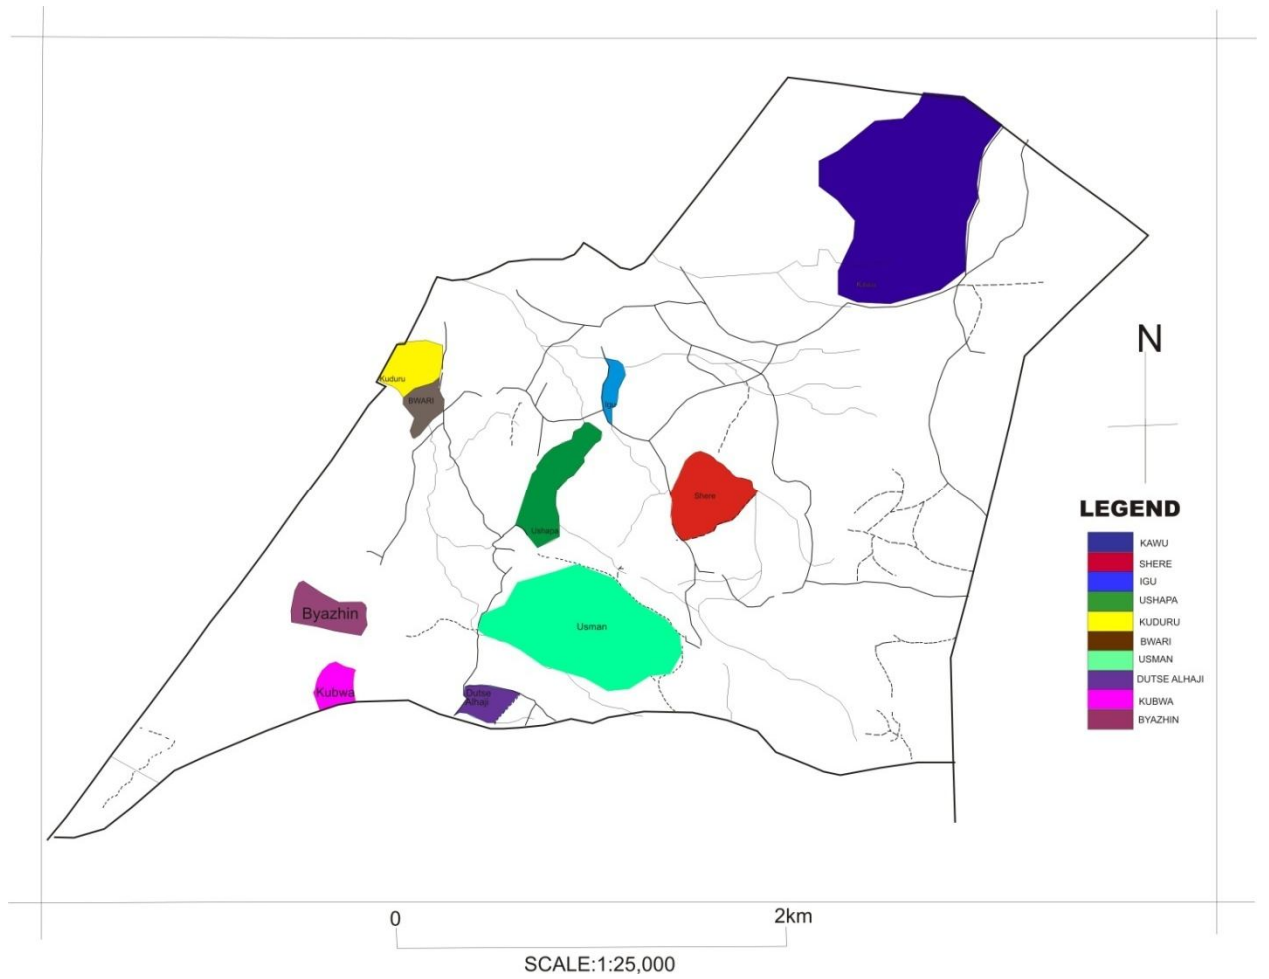 Kawu
N
Kuduru
BWARI
Igu
Shere
Ushapa
LEGEND
KAWU
SHERE
IGU
USHAPA
KUDURU
BWARI
USMAN
DUTSE ALHAJI
KUBWA
BYAZHIN
Byazhin
Usman
Kubwa
Dutse
Alhaji
0
2km
SCALE:1:25,000